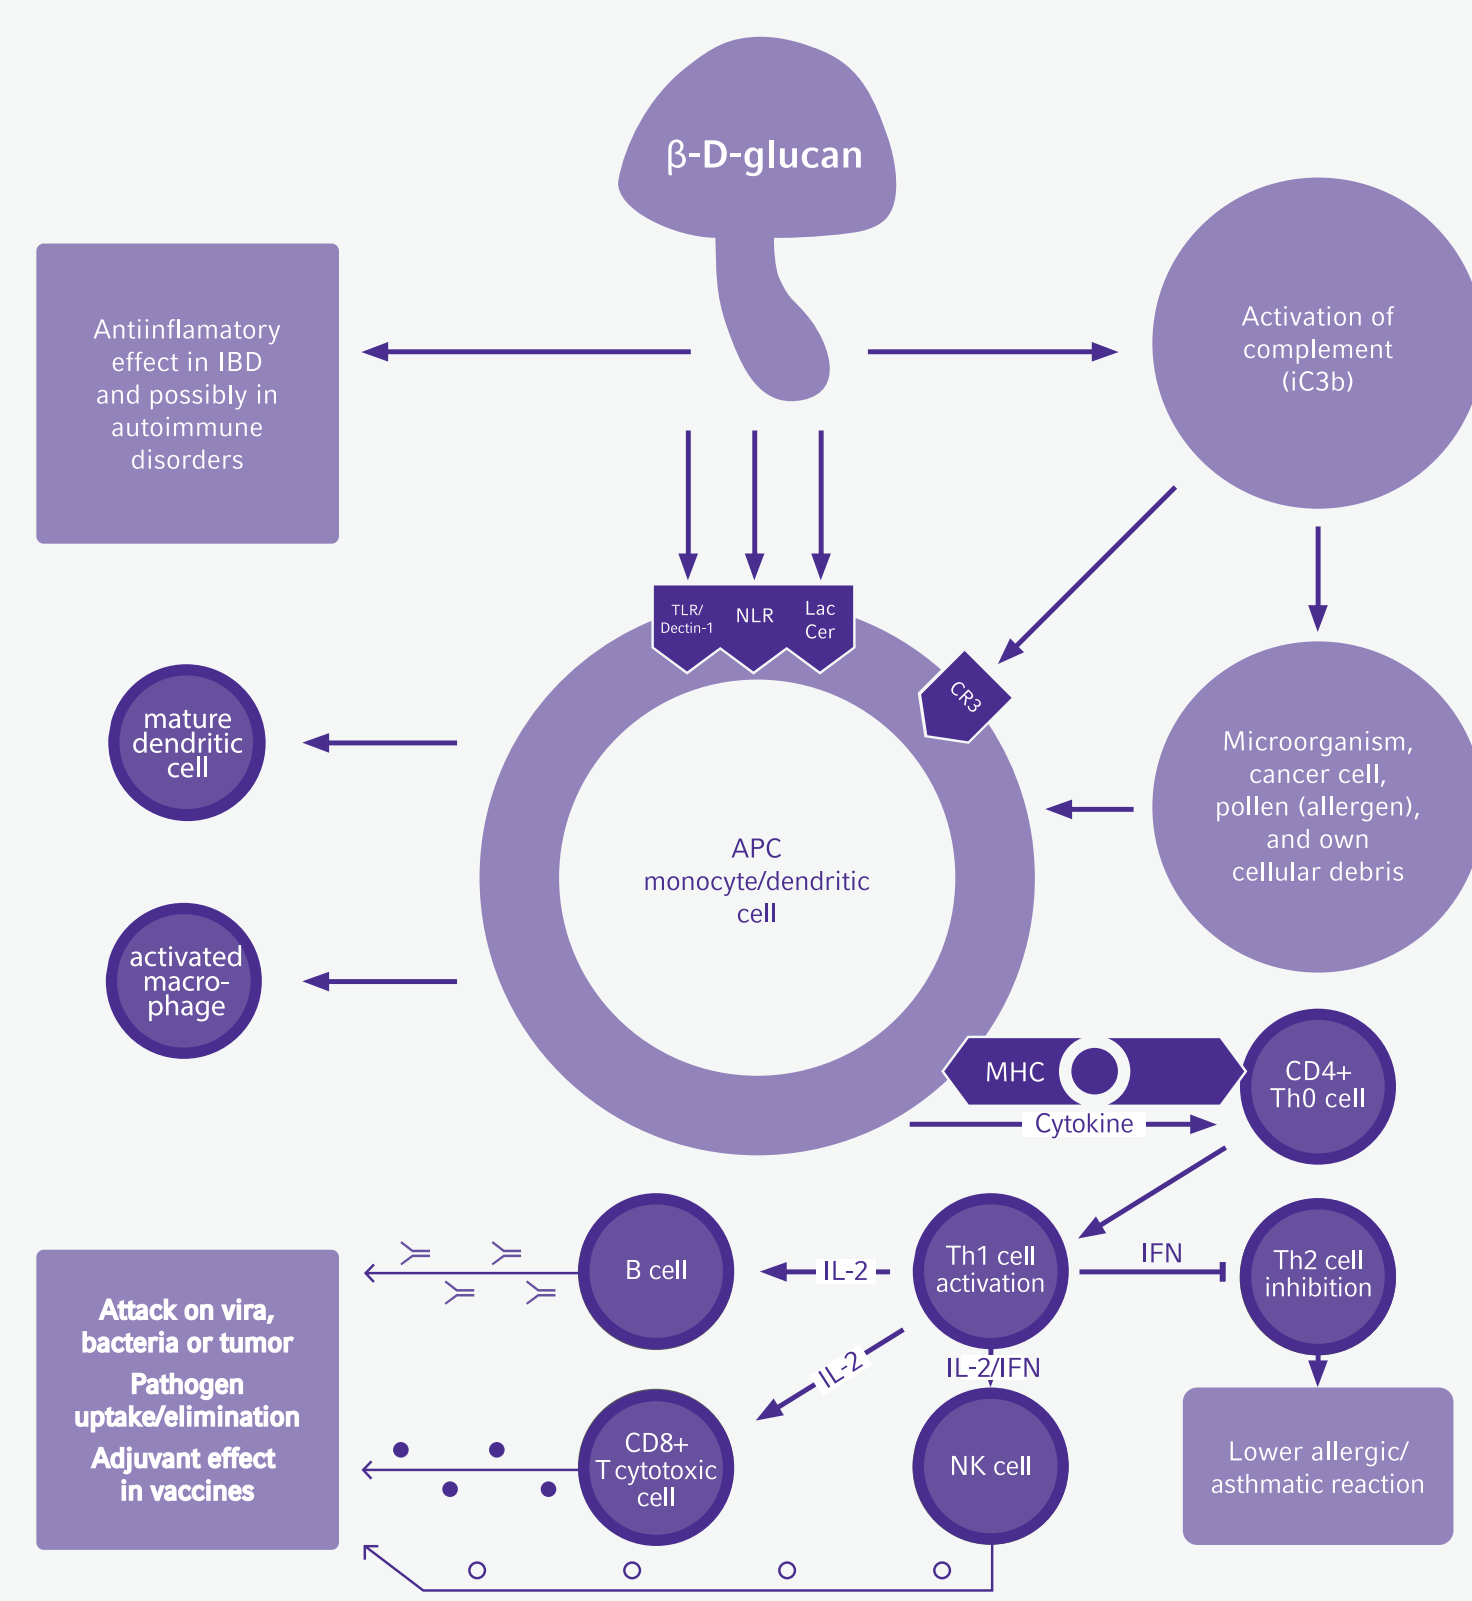 β-D-glucan
Antiinflamatory
effect in IBD
and possibly in
autoimmune
disorders
Activation of
complement
(iC3b)
TLR/
Dectin-1
NLR
Lac
Cer
CR3
mature
dendritic
cell
Microorganism,
cancer cell,
pollen (allergen),
and own
cellular debris
APC
monocyte/dendritic
cell
activated
macro-
phage
MHC
CD4+
Th0 cell
Cytokine
B cell
IL-2
Th1 cell
activation
IFN
Th2 cell
inhibition
Attack on vira,
bacteria or tumor
Pathogen
uptake/elimination
Adjuvant effect
in vaccines
IL-2
IL-2/IFN
CD8+
T cytotoxic
cell
NK cell
Lower allergic/
asthmatic reaction